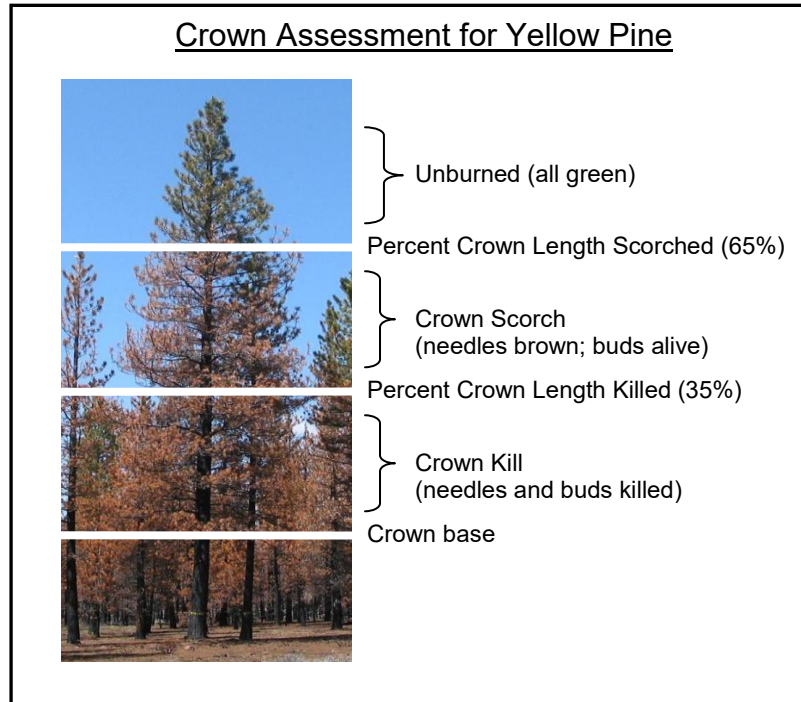 Crown Assessment for Yellow Pine
Unburned (all green)
Percent Crown Length Scorched (65%)
Crown Scorch
(needles brown; buds alive)
Percent Crown Length Killed (35%)
Crown Kill
(needles and buds killed)
Crown base